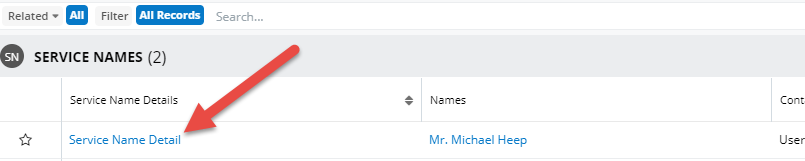 Related All Filter All Records Search...
SN SERVICE NAMES (2)
Service Name Details Names Cont
Service Name Detail Mr. Michael Heep User